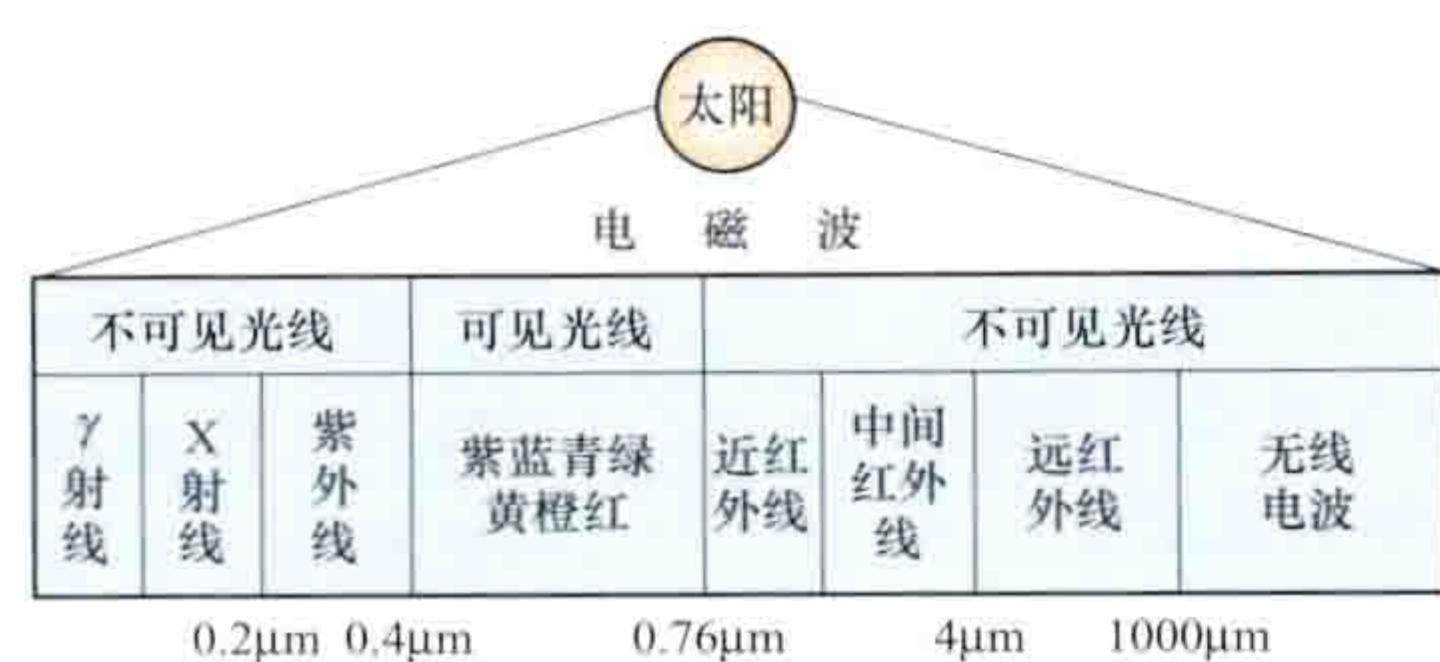 太阳
电 磁 波
不可见光线 可见光线 不可见光线
γ
射
线
X
射
线
紫
外
线
紫蓝青绿
黄橙红
近红
外线
中间
红外
线
远红
外线
无线
电波
0.2μm 0.4μm 0.76μm 4μm 1000μm